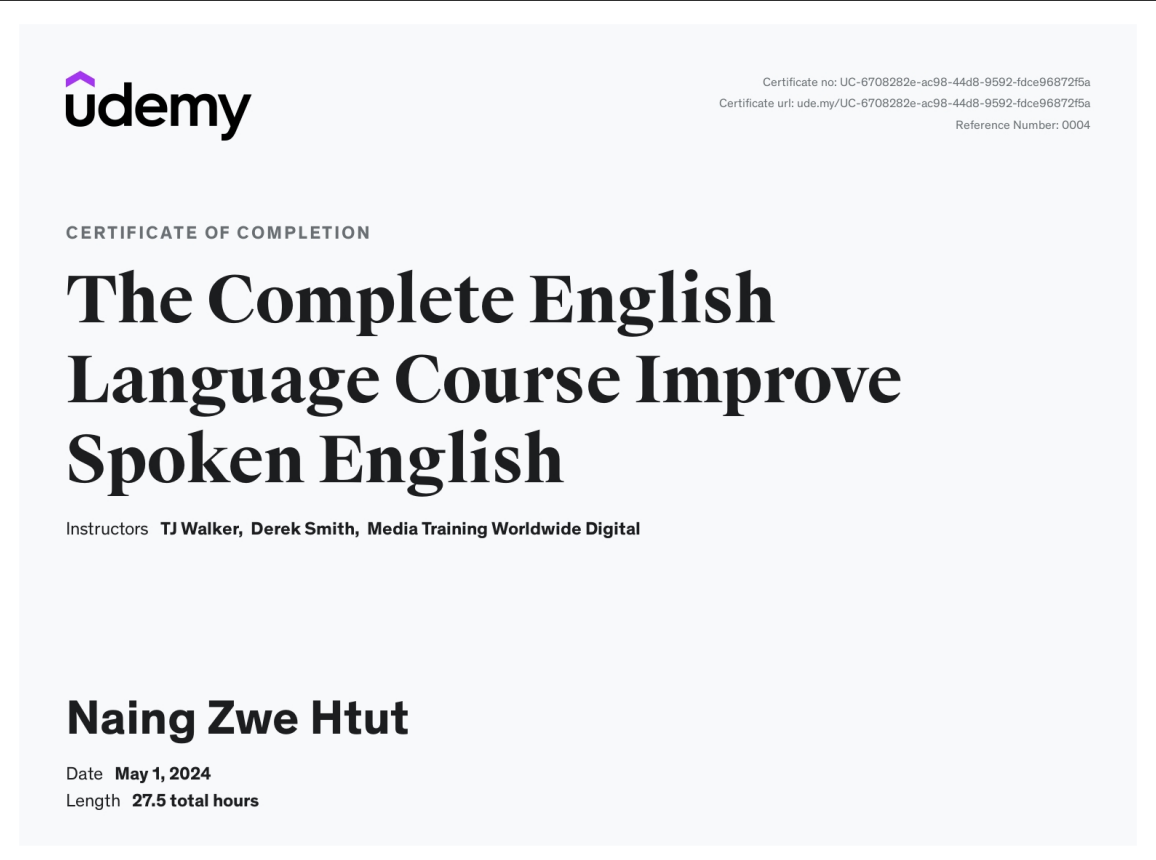 udemy
Certificate no: UC-6708282e-ac98-44d8-9592-fdce96872f5a
Certificate url: ude.my/UC-6708282e-ac98-44d8-9592-fdce96872f5a
Reference Number: 0004
CERTIFICATE OF COMPLETION
The Complete English
Language Course Improve
Spoken English
Instructors TJ Walker, Derek Smith, Media Training Worldwide Digital
Naing Zwe Htut
Date May 1, 2024
Length 27.5 total hours